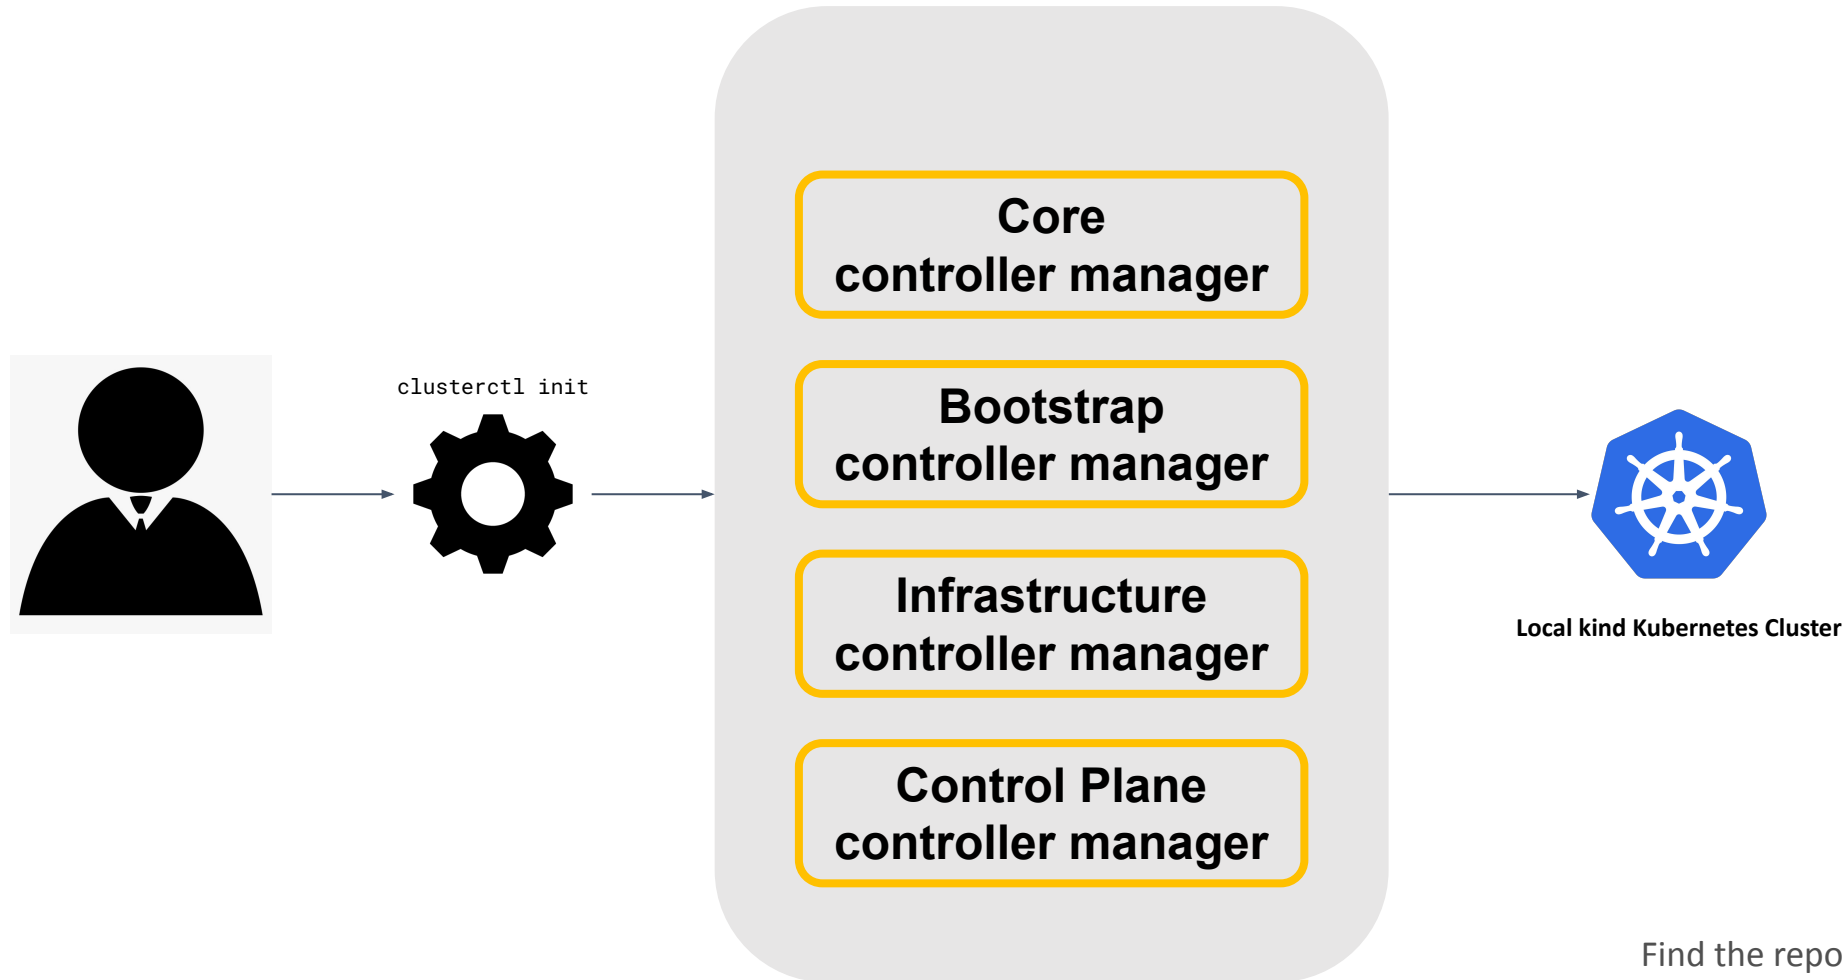 clusterctl init
Core
controller manager
Bootstrap
controller manager
Infrastructure
controller manager
Control Plane
controller manager
Local kind Kubernetes Cluster
Find the repo